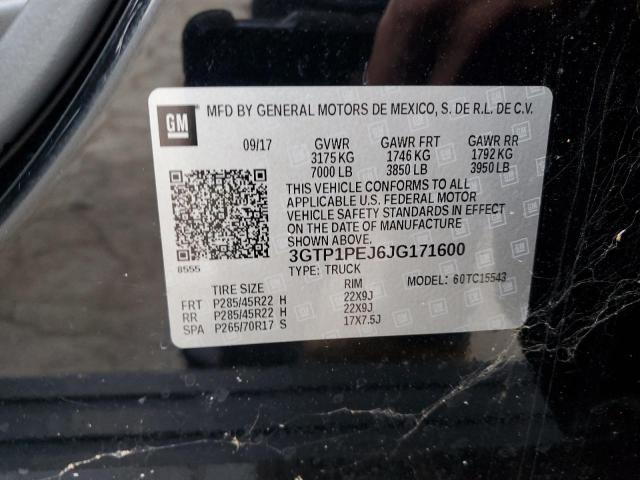 GM MFD BY GENERAL MOTORS DE MEXICO, S. DE R.L. DE C.V.
09/17 GVWR GAWR FRT GAWR RR
3175 KG 1746 KG 1792 KG
7000 LB 3850 LB 3950 LB
THIS VEHICLE CONFORMS TO ALL
APPLICABLE U.S. FEDERAL MOTOR
VEHICLE SAFETY STANDARDS IN EFFECT
ON THE DATE OF MANUFACTURE
SHOWN ABOVE.
3GTP1PEJ6JG171600
8555 TYPE: TRUCK
TIRE SIZE RIM MODEL: 60TC15543
FRT P285/45R22 H 22X9J
RR P285/45R22 H 22X9J
SPA P265/70R17 S 17X7.5J